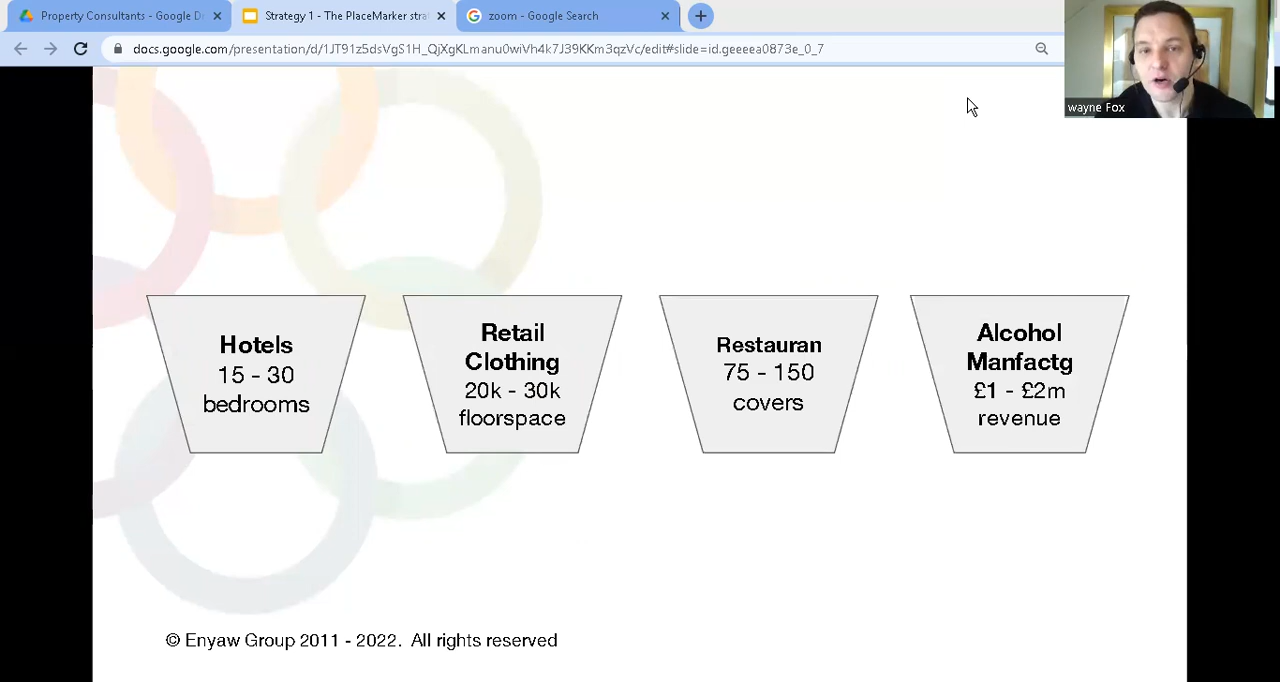 Property Consultants - Google Dr
Strategy 1 - The PlaceMarker stra
zoom - Google Search
docs.google.com/presentation/d/1JT91z5dsVgS1H_QjXgKLmanu0WYh4k7J39KKm3qzVc/edit#slide=id.geeeea0873e_0_7
wayne Fox
Hotels
15 - 30
bedrooms
Retail
Clothing
20k - 30k
floorspace
Restauran
75 - 150
covers
Alcohol
Manfactg
£1 - £2m
revenue
© Enyaw Group 2011 - 2022. All rights reserved